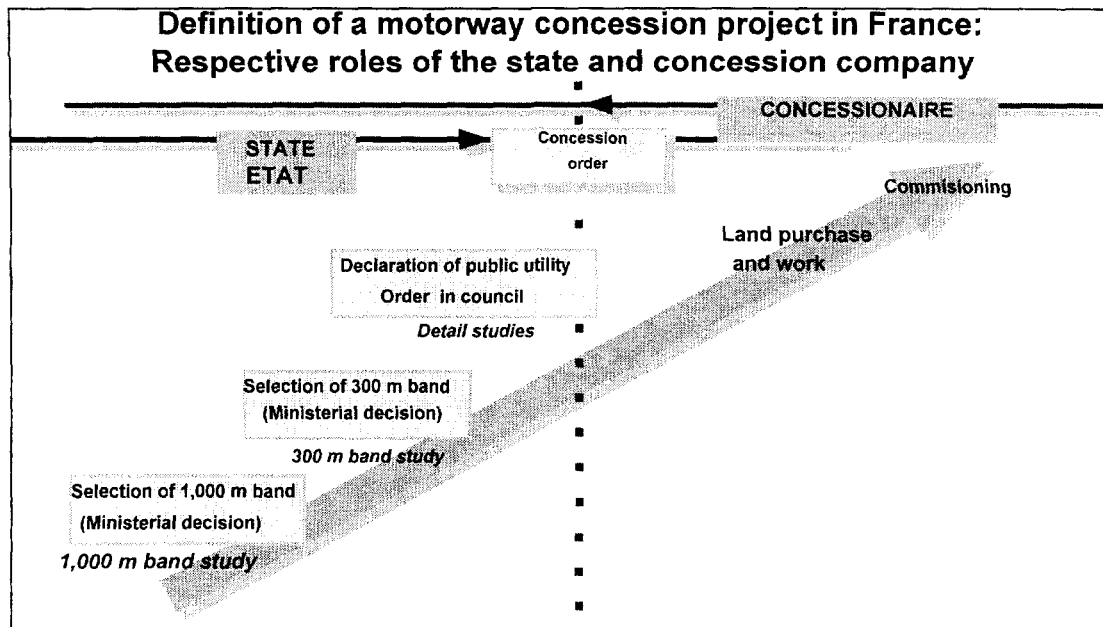 Definition of a motorway concession project in France:
Respective roles of the state and concession company
CONCESSIONAIRE
STATE
ETAT
Concession
order
Commisioning
Land purchase
and work
Declaration of public utility
Order in council
Detail studies
Selection of 300 m band
(Ministerial decision)
300 m band study
Selection of 1,000 m band
(Ministerial decision)
1,000 m band study